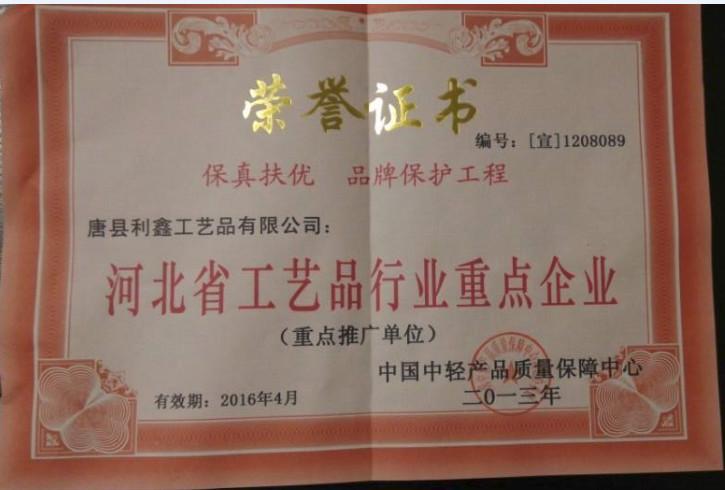 荣誉证书
编号：[宣]1208089
保真扶优 品牌保护工程
唐县利鑫工艺品有限公司：
河北省工艺品行业重点企业
（重点推广单位）
中国中轻产品质量保障中心
有效期：2016年4月
二〇一三年